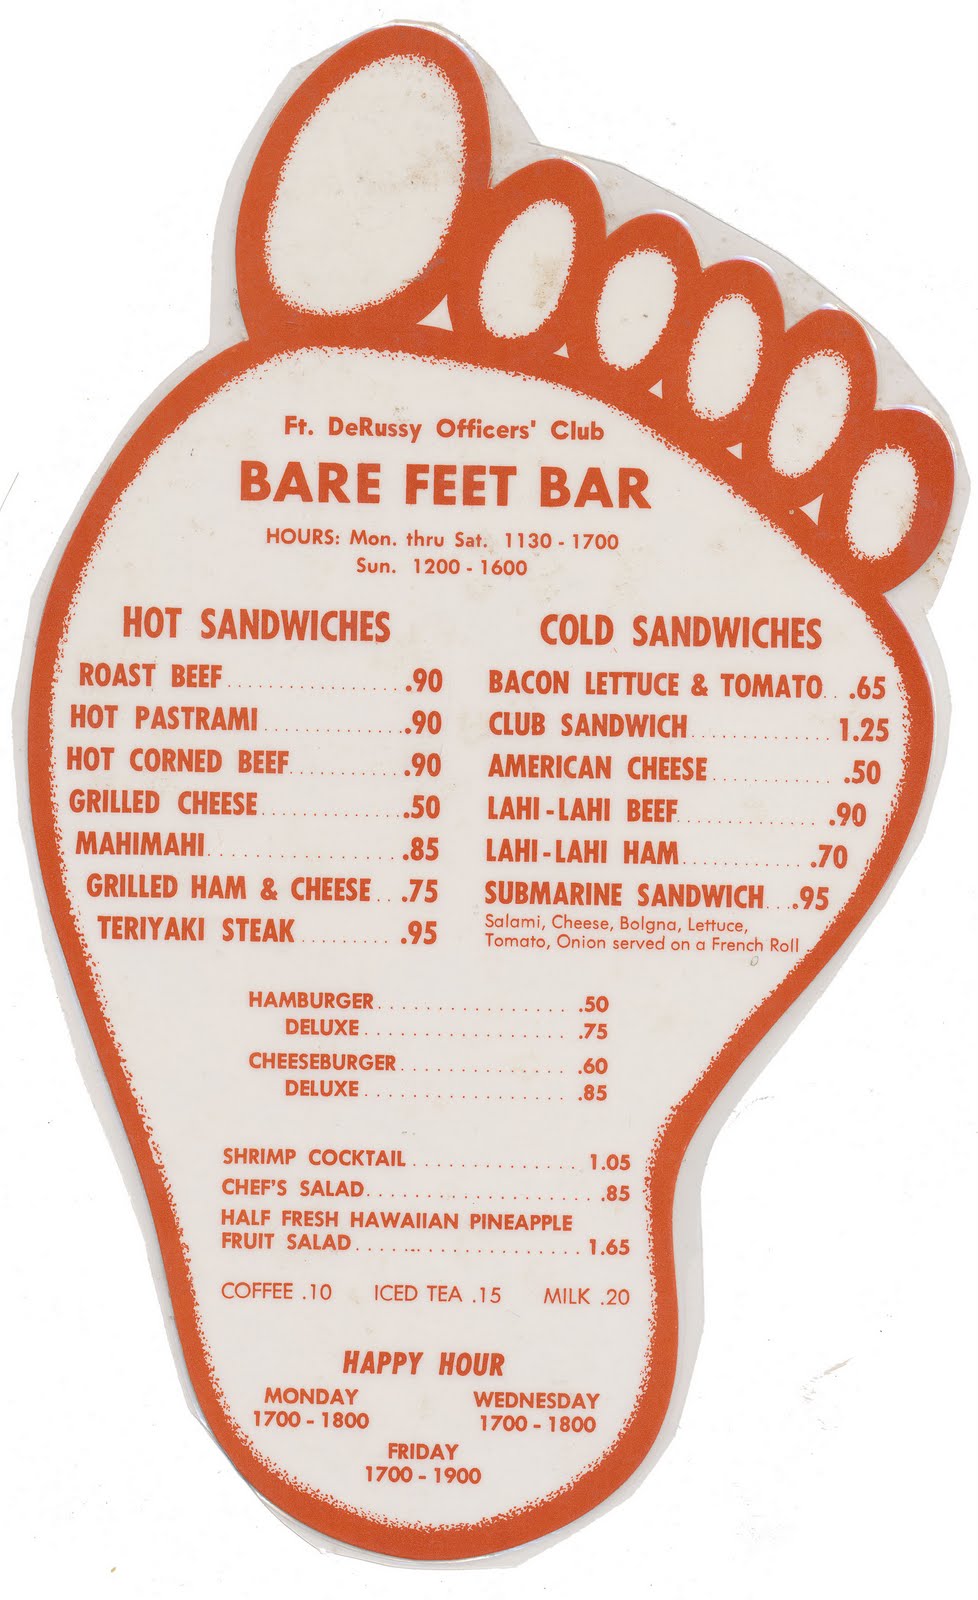 Ft. DeRussy Officers' Club
BARE FEET BAR
HOURS: Mon. thru Sat. 1130 - 1700
Sun. 1200 - 1600
HOT SANDWICHES
ROAST BEEF .90
HOT PASTRAMI .90
HOT CORNED BEEF .90
GRILLED CHEESE .50
MAHIMAHI .85
GRILLED HAM & CHEESE .75
TERIYAKI STEAK .95
COLD SANDWICHES
BACON LETTUCE & TOMATO .65
CLUB SANDWICH 1.25
AMERICAN CHEESE .50
LAHI-LAHI BEEF .90
LAHI-LAHI HAM .70
SUBMARINE SANDWICH .95
Salami, Cheese, Bolgna, Lettuce,
Tomato, Onion served on a French Roll
HAMBURGER .50
DELUXE .75
CHEESEBURGER .60
DELUXE .85
SHRIMP COCKTAIL 1.05
CHEF'S SALAD .85
HALF FRESH HAWAIIAN PINEAPPLE
FRUIT SALAD 1.65
COFFEE .10 ICED TEA .15 MILK .20
HAPPY HOUR
MONDAY
1700 - 1800
WEDNESDAY
1700 - 1800
FRIDAY
1700 - 1900